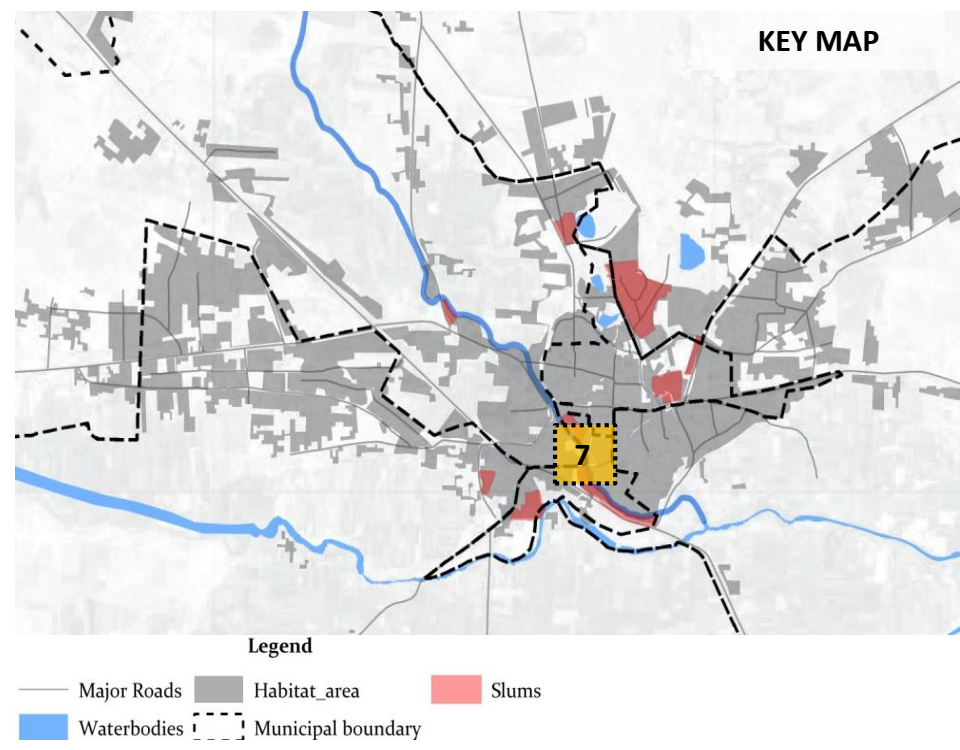 KEY MAP
7
Legend
Major Roads Habitat_area Slums
Waterbodies Municipal boundary